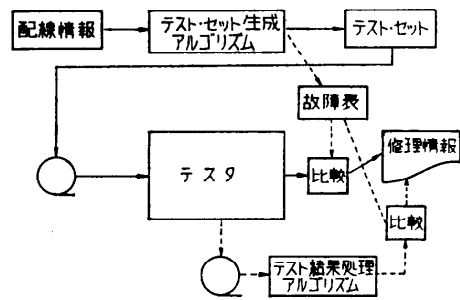 配線情報
テスト・セット生成
アルゴリズム
テスト・セット
故障表
修理情報
テスタ
比較
比較
テスト結果処理
アルゴリズム